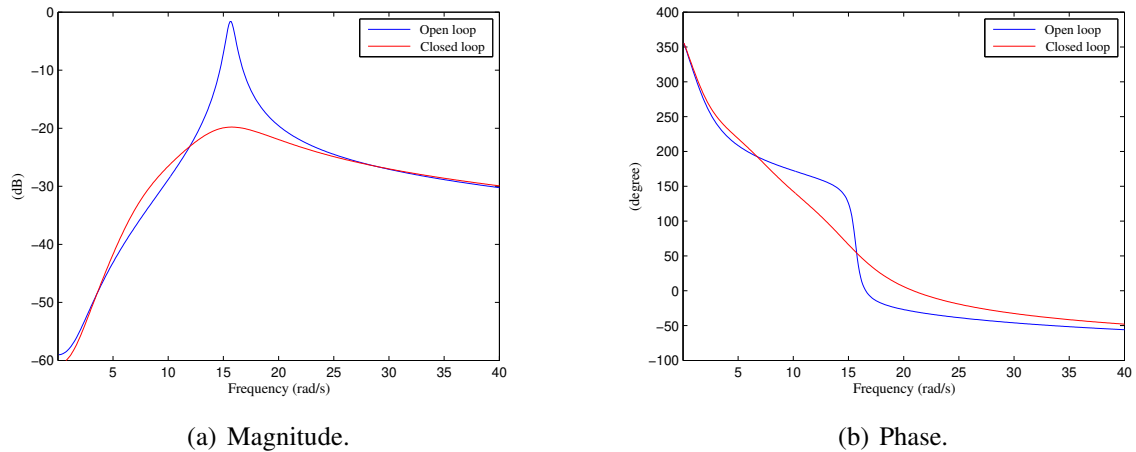 0
−10
−20
−30
−40
−50
−60
(dB)
5 10 15 20 25 30 35 40
Frequency (rad/s)
Open loop
Closed loop
(a) Magnitude.
400
350
300
250
200
150
100
50
0
−50
−100
(degree)
5 10 15 20 25 30 35 40
Frequency (rad/s)
Open loop
Closed loop
(b) Phase.